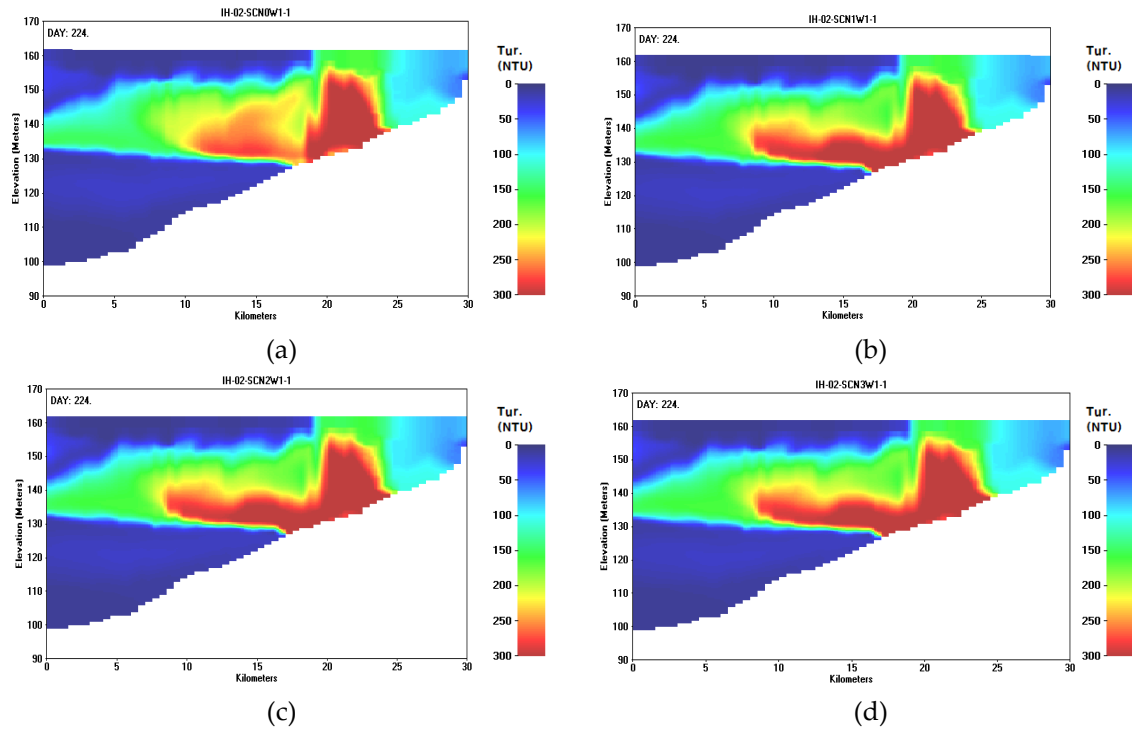 IH-02-SCN0W1-1
170
DAY: 224.
160
150
140
130
120
110
100
90
Elevation (Meters)
0 5 10 15 20 25 30
Kilometers
Tur.
(NTU)
0
50
100
150
200
250
300
(a)
IH-02-SCN1W1-1
170
DAY: 224.
160
150
140
130
120
110
100
90
Elevation (Meters)
0 5 10 15 20 25 30
Kilometers
Tur.
(NTU)
0
50
100
150
200
250
300
(b)
IH-02-SCN2W1-1
170
DAY: 224.
160
150
140
130
120
110
100
90
Elevation (Meters)
0 5 10 15 20 25 30
Kilometers
Tur.
(NTU)
0
50
100
150
200
250
300
(c)
IH-02-SCN3W1-1
170
DAY: 224.
160
150
140
130
120
110
100
90
Elevation (Meters)
0 5 10 15 20 25 30
Kilometers
Tur.
(NTU)
0
50
100
150
200
250
300
(d)